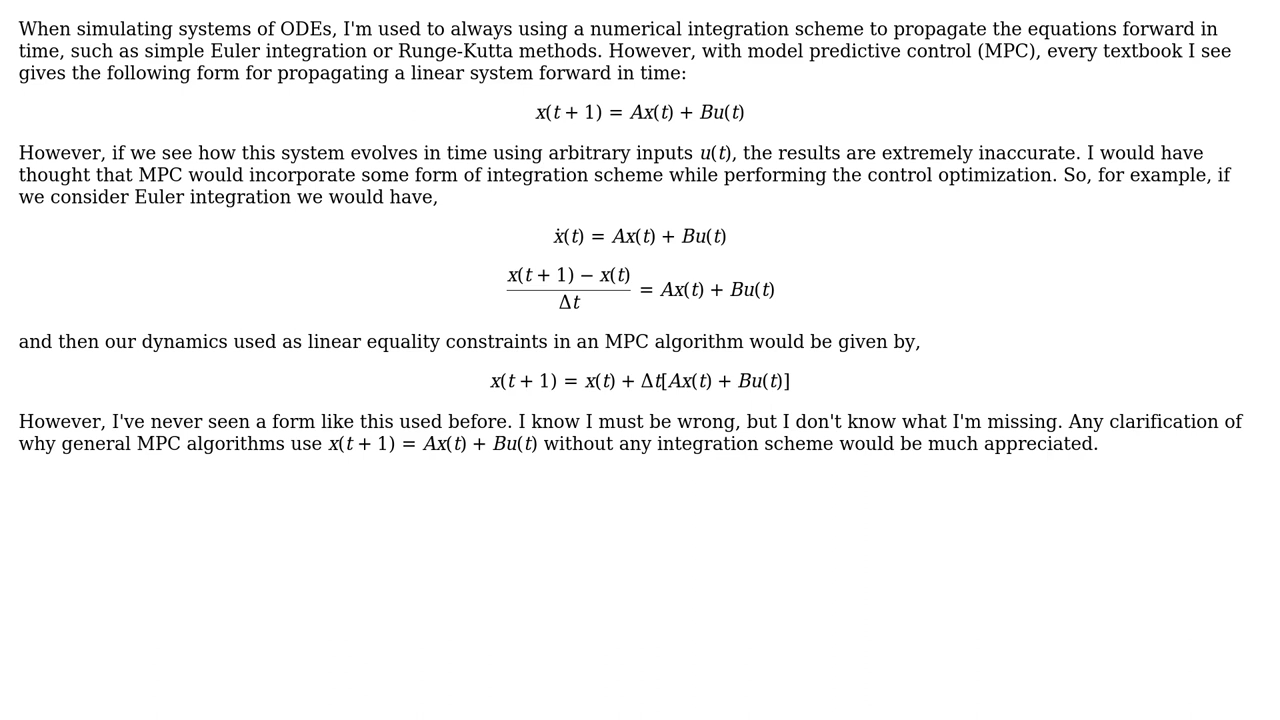 When simulating systems of ODEs, I'm used to always using a numerical integration scheme to propagate the equations forward in
time, such as simple Euler integration or Runge-Kutta methods. However, with model predictive control (MPC), every textbook I see
gives the following form for propagating a linear system forward in time:
x(t + 1) = Ax(t) + Bu(t)
However, if we see how this system evolves in time using arbitrary inputs u(t), the results are extremely inaccurate. I would have
thought that MPC would incorporate some form of integration scheme while performing the control optimization. So, for example, if
we consider Euler integration we would have,
ẋ(t) = Ax(t) + Bu(t)
x(t + 1) − x(t)
= Ax(t) + Bu(t)
Δt
and then our dynamics used as linear equality constraints in an MPC algorithm would be given by,
x(t + 1) = x(t) + Δt[Ax(t) + Bu(t)]
However, I've never seen a form like this used before. I know I must be wrong, but I don't know what I'm missing. Any clarification of
why general MPC algorithms use x(t + 1) = Ax(t) + Bu(t) without any integration scheme would be much appreciated.